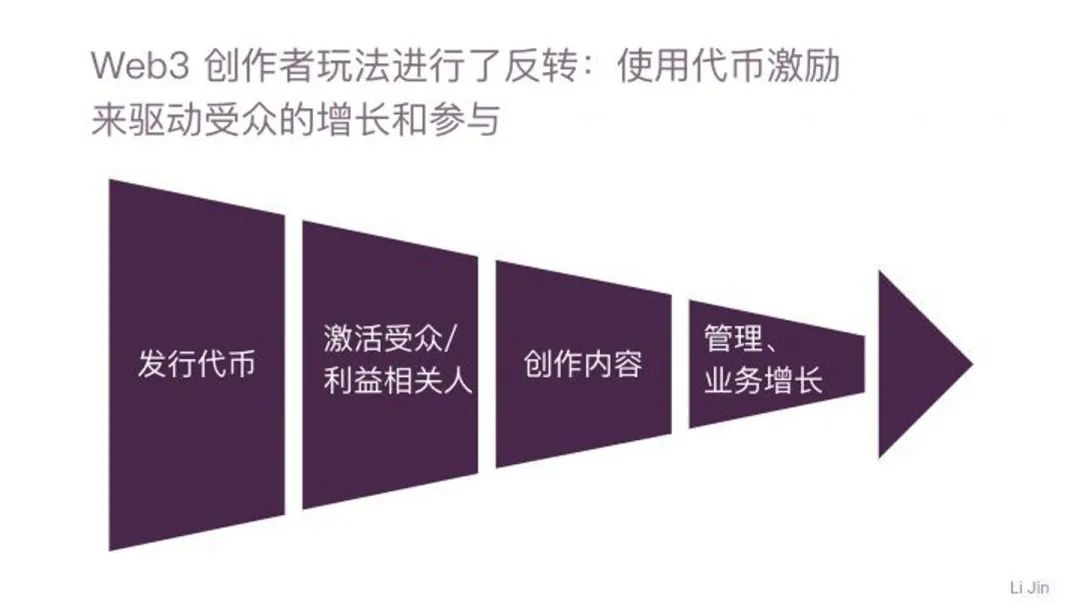 Web3 创作者玩法进行了反转：使用代币激励
来驱动受众的增长和参与
发行代币
激活受众/
利益相关人
创作内容
管理、
业务增长
Li Jin